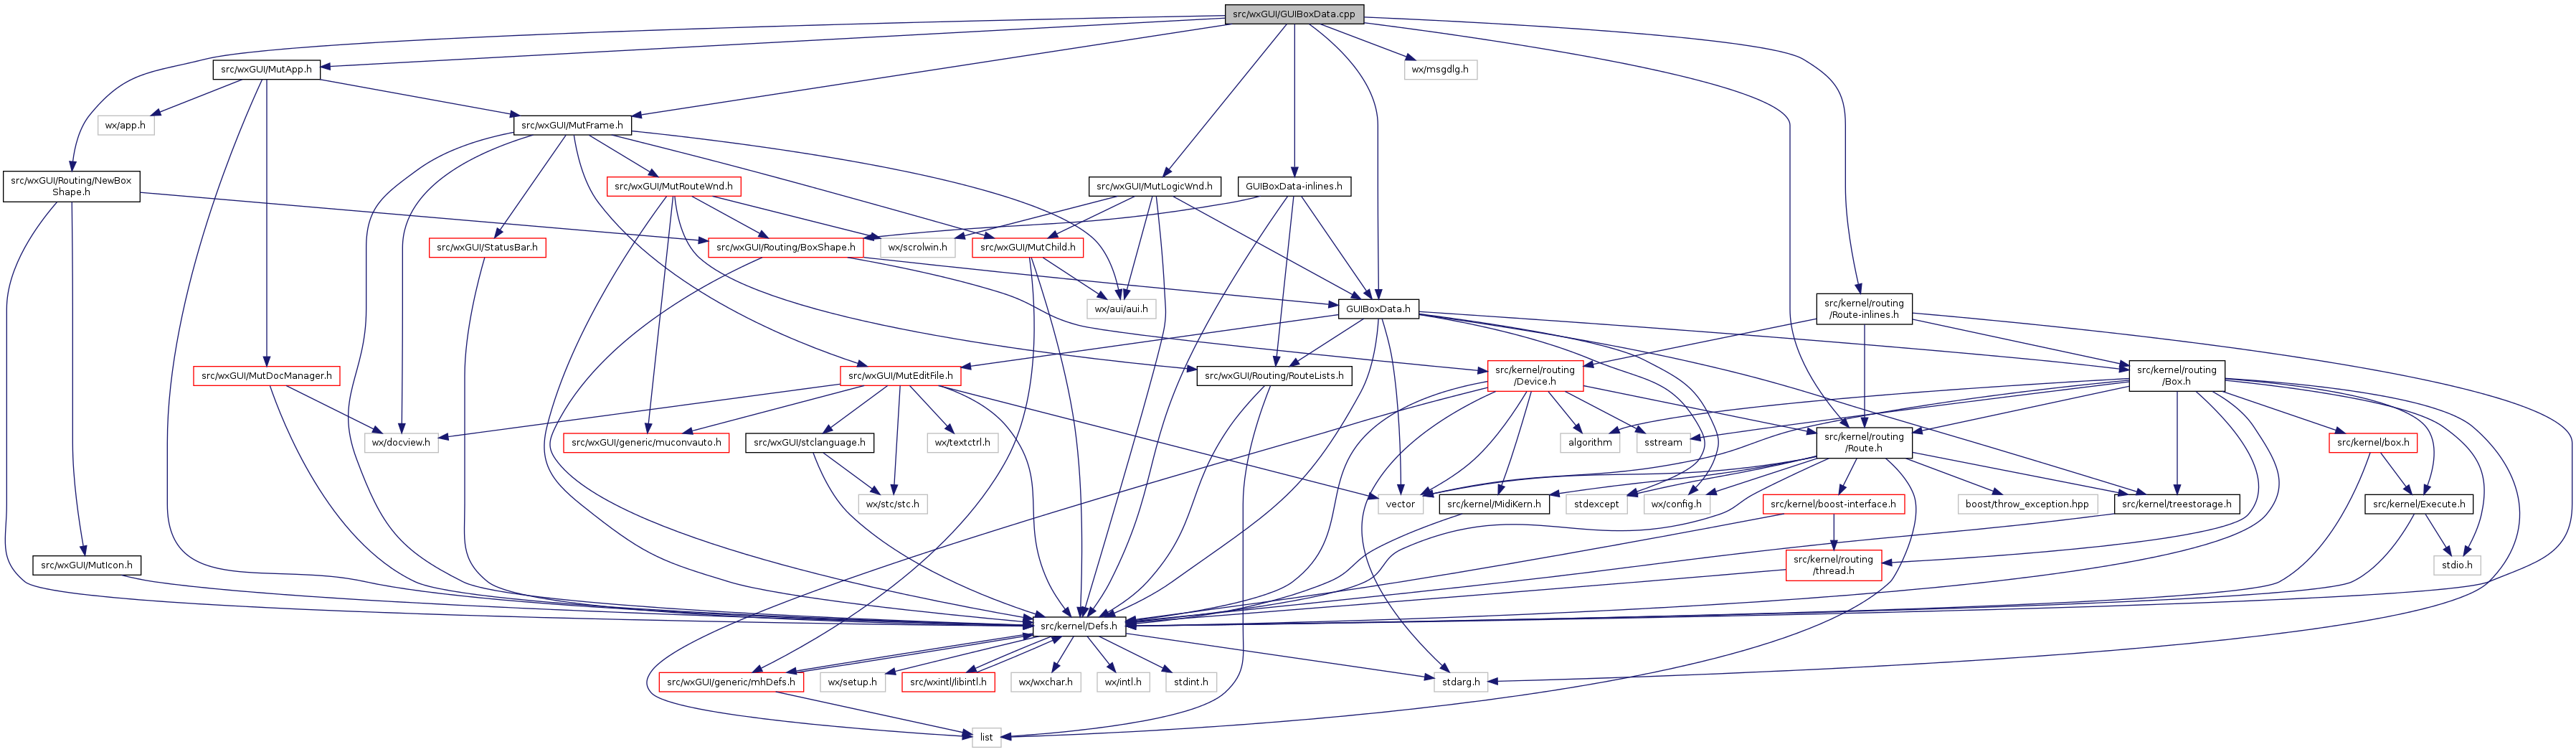 src/wxGUI/GUIBoxData.cpp
src/wxGUI/MutApp.h
wx/msgdlg.h
wx/app.h
src/wxGUI/MutFrame.h
src/wxGUI/Routing/NewBox
Shape.h
src/wxGUI/MutRouteWnd.h
src/wxGUI/MutLogicWnd.h
GUIBoxData-inlines.h
src/wxGUI/StatusBar.h
src/wxGUI/Routing/BoxShape.h
wx/scrolwin.h
src/wxGUI/MutChild.h
wx/aui/aui.h
GUIBoxData.h
src/kernel/routing
/Route-inlines.h
src/wxGUI/MutDocManager.h
src/wxGUI/MutEditFile.h
src/wxGUI/Routing/RouteLists.h
src/kernel/routing
/Device.h
src/kernel/routing
/Box.h
wx/docview.h
src/wxGUI/generic/muconvauto.h
src/wxGUI/stclanguage.h
wx/textctrl.h
algorithm
sstream
src/kernel/routing
/Route.h
src/kernel/box.h
wx/stc/stc.h
vector
src/kernel/MidiKern.h
stdexcept
wx/config.h
src/kernel/boost-interface.h
boost/throw_exception.hpp
src/kernel/treestorage.h
src/kernel/Execute.h
src/wxGUI/MutIcon.h
src/kernel/routing
/thread.h
stdio.h
src/kernel/Defs.h
src/wxGUI/generic/mhDefs.h
wx/setup.h
src/wxintl/libintl.h
wx/wxchar.h
wx/intl.h
stdint.h
stdarg.h
list